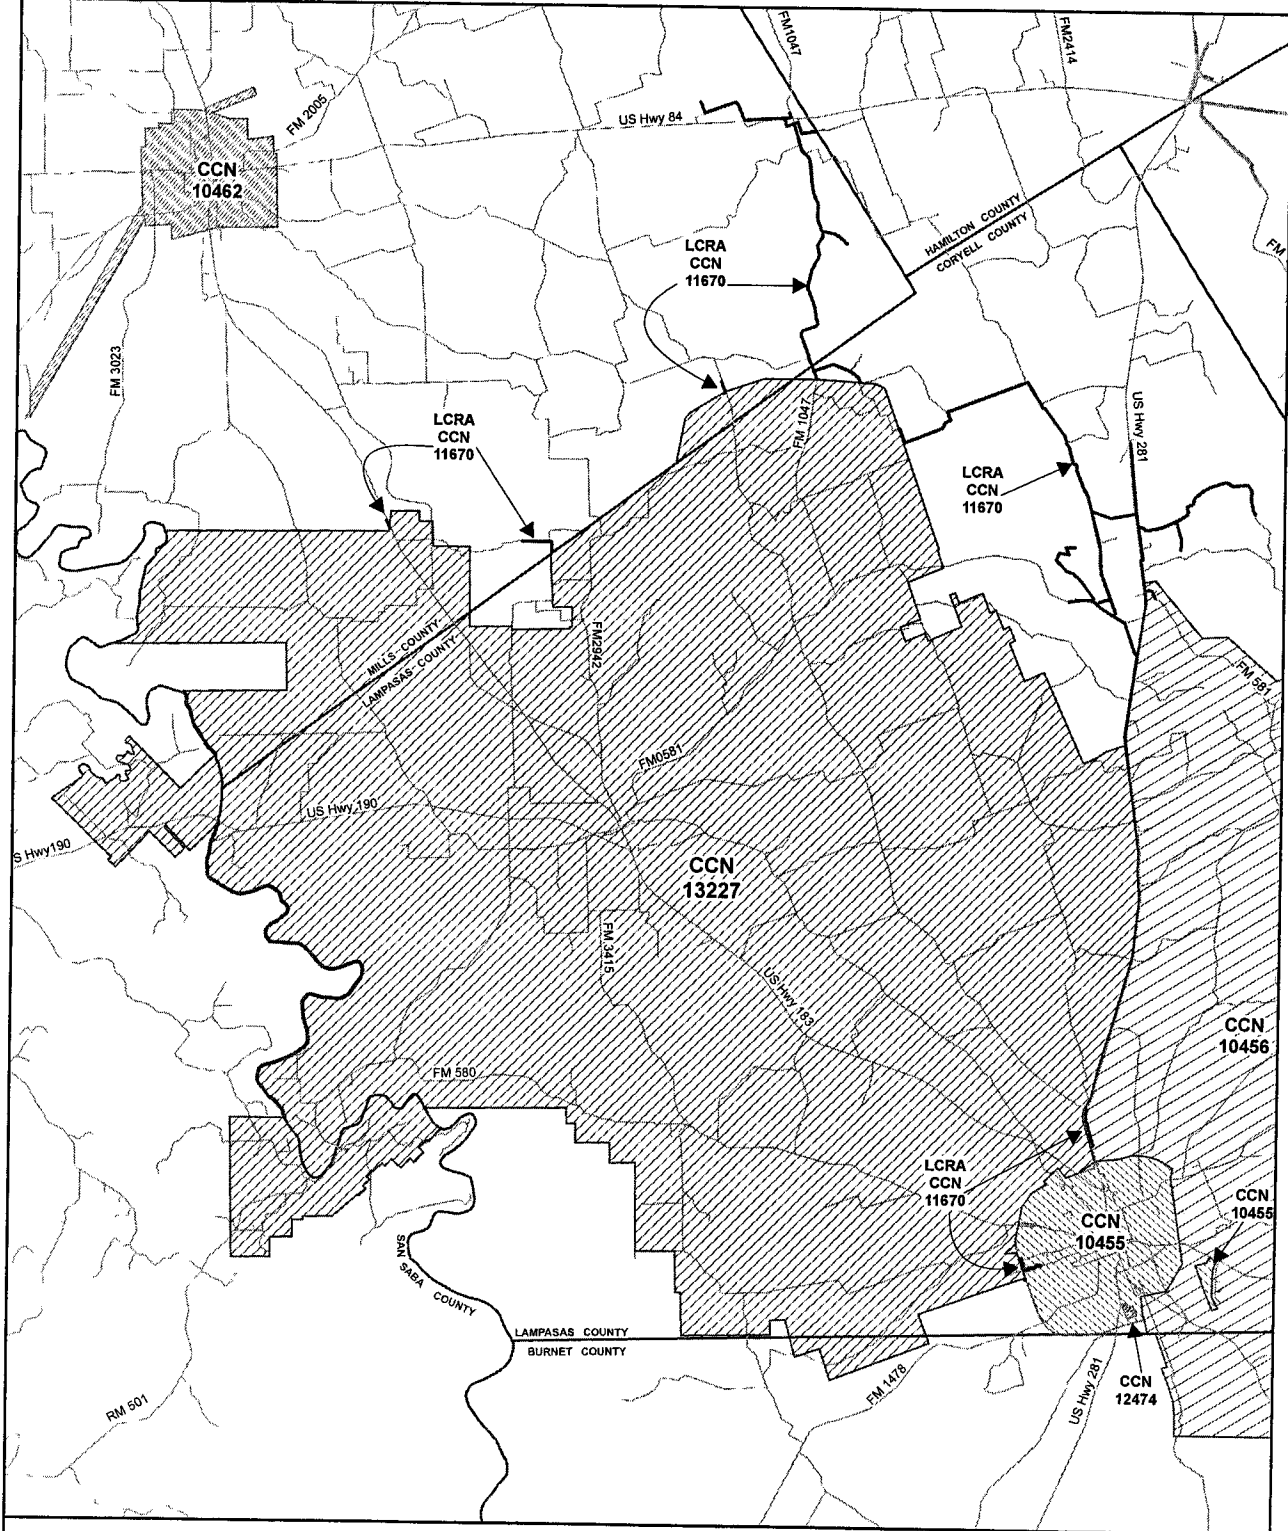 FM1047
FM2414
FM 2005
US Hwy 84
CCN
10462
HAMILTON COUNTY
CORYELL COUNTY
FM
LCRA
CCN
11670
FM 3023
US Hwy 281
FM 1047
LCRA
CCN
11670
LCRA
CCN
11670
MILLS COUNTY
LAMPASAS COUNTY
FM2942
FM 581
FM0581
US Hwy 190
S Hwy190
CCN
13227
FM 3415
US Hwy 183
CCN
10456
FM 580
LCRA
CCN
11670
CCN
10455
CCN
10455
SAN SABA COUNTY
LAMPASAS COUNTY
BURNET COUNTY
CCN
12474
FM 1478
US Hwy 281
RM 501